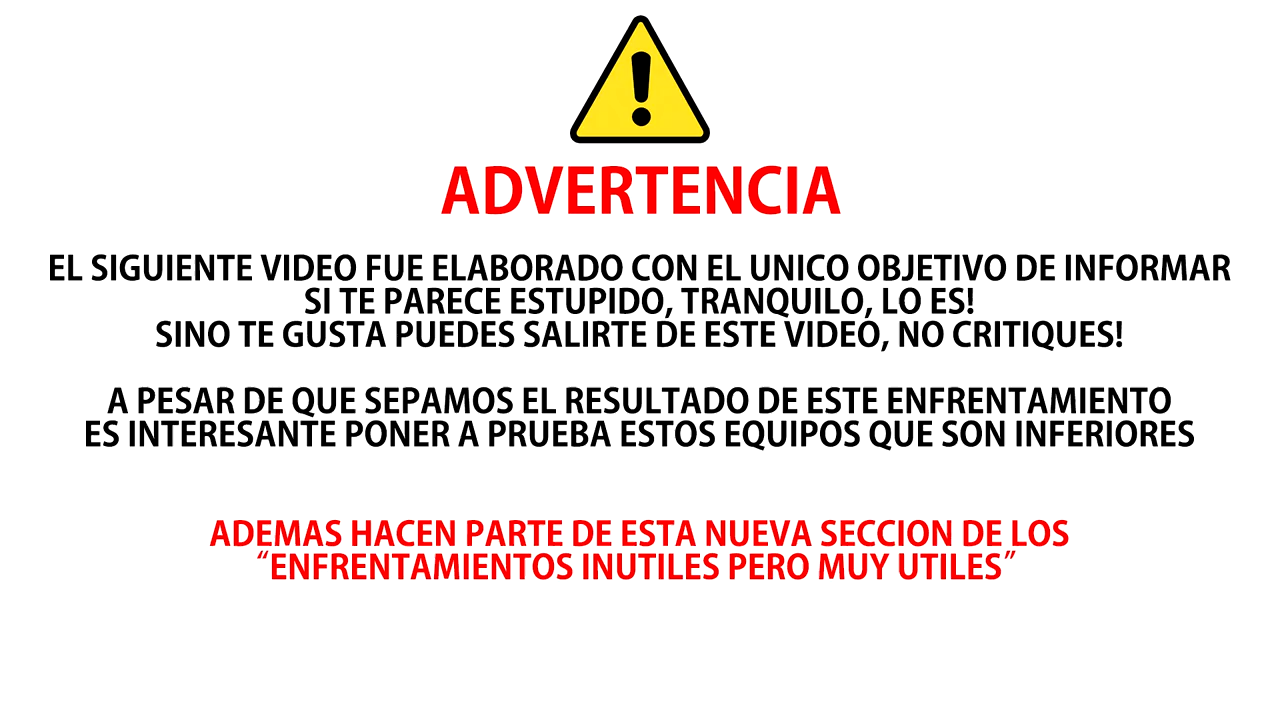 ADVERTENCIA
EL SIGUIENTE VIDEO FUE ELABORADO CON EL UNICO OBJETIVO DE INFORMAR
SI TE PARECE ESTUPIDO, TRANQUILO, LO ES!
SINO TE GUSTA PUEDES SALIRTE DE ESTE VIDEO, NO CRITIQUES!
A PESAR DE QUE SEPAMOS EL RESULTADO DE ESTE ENFRENTAMIENTO
ES INTERESANTE PONER A PRUEBA ESTOS EQUIPOS QUE SON INFERIORES
ADEMAS HACEN PARTE DE ESTA NUEVA SECCION DE LOS
“ENFRENTAMIENTOS INUTILES PERO MUY UTILES”